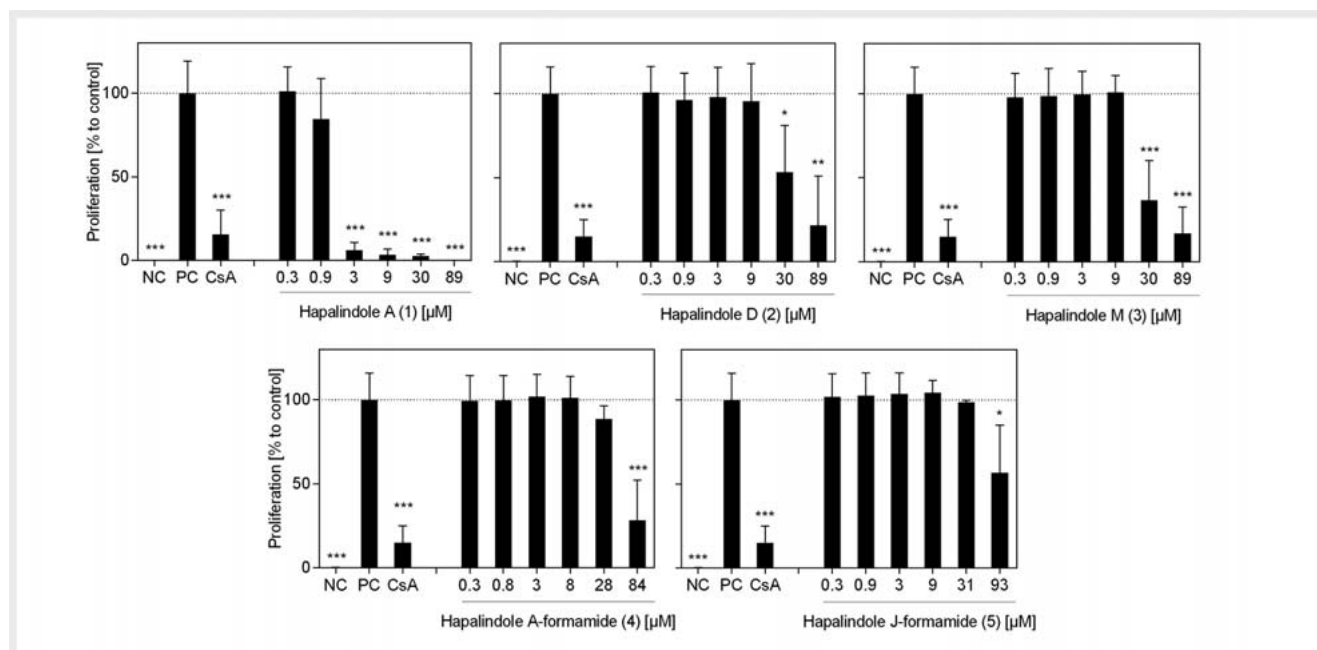 Proliferation [% to control]
100
50
0
***
***
***
***
***
***
NC PC CsA 0.3 0.9 3 9 30 89
Hapalindole A (1) [µM]
***
***
*
**
NC PC CsA 0.3 0.9 3 9 30 89
Hapalindole D (2) [µM]
***
***
***
***
NC PC CsA 0.3 0.9 3 9 30 89
Hapalindole M (3) [µM]
Proliferation [% to control]
100
50
0
***
***
***
NC PC CsA 0.3 0.8 3 8 28 84
Hapalindole A-formamide (4) [µM]
***
***
*
NC PC CsA 0.3 0.9 3 9 31 93
Hapalindole J-formamide (5) [µM]